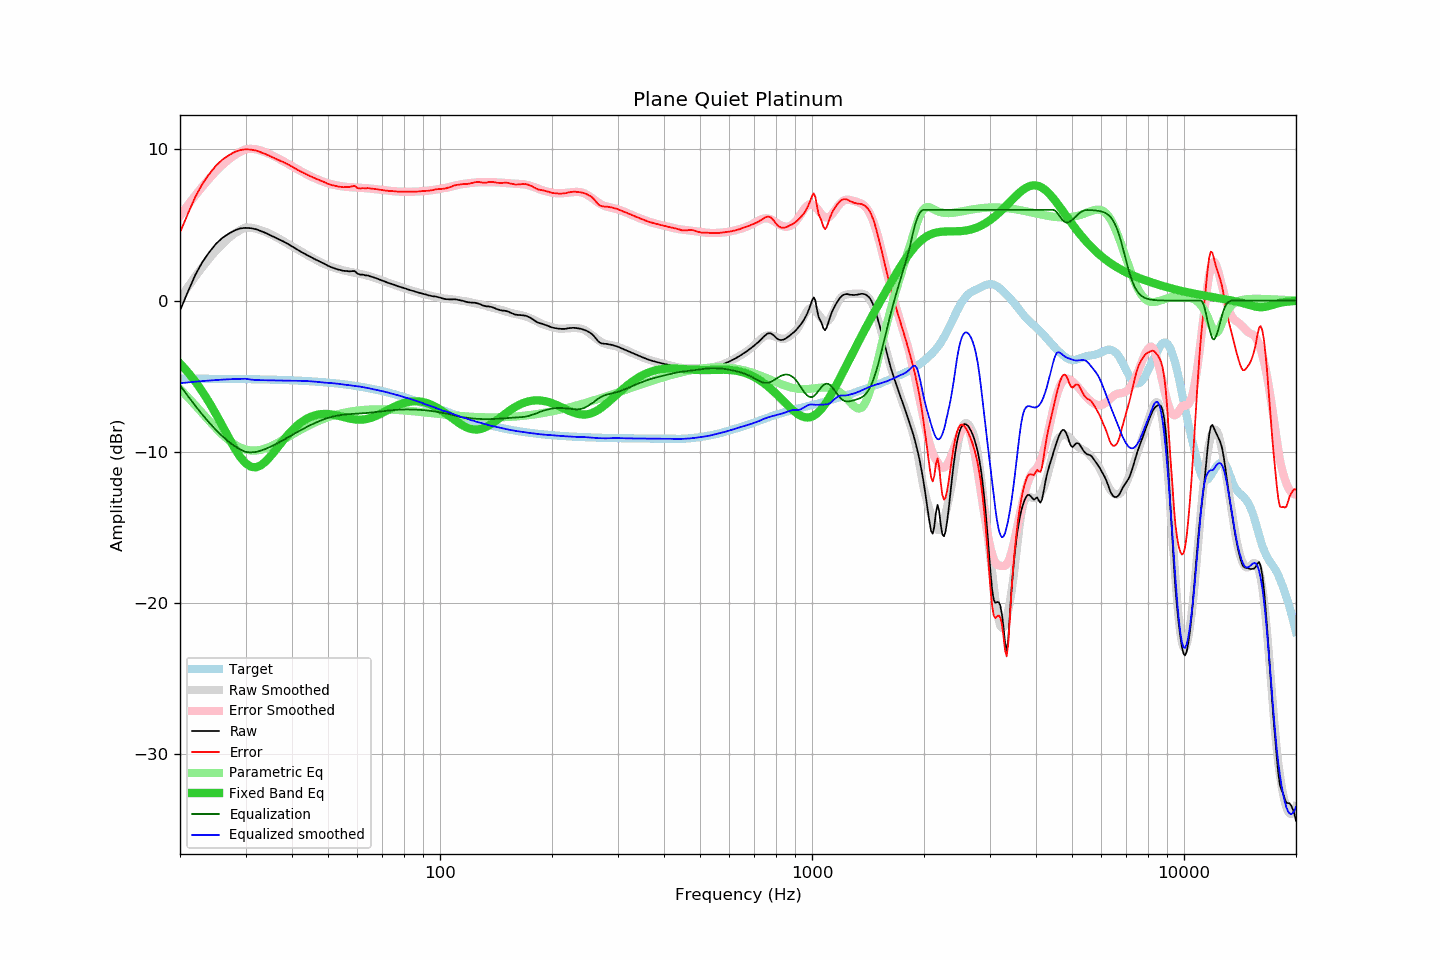 Plane Quiet Platinum
10
0
−10
−20
−30
Amplitude (dBr)
Target
Raw Smoothed
Error Smoothed
Raw
Error
Parametric Eq
Fixed Band Eq
Equalization
Equalized smoothed
100
1000
10000
Frequency (Hz)